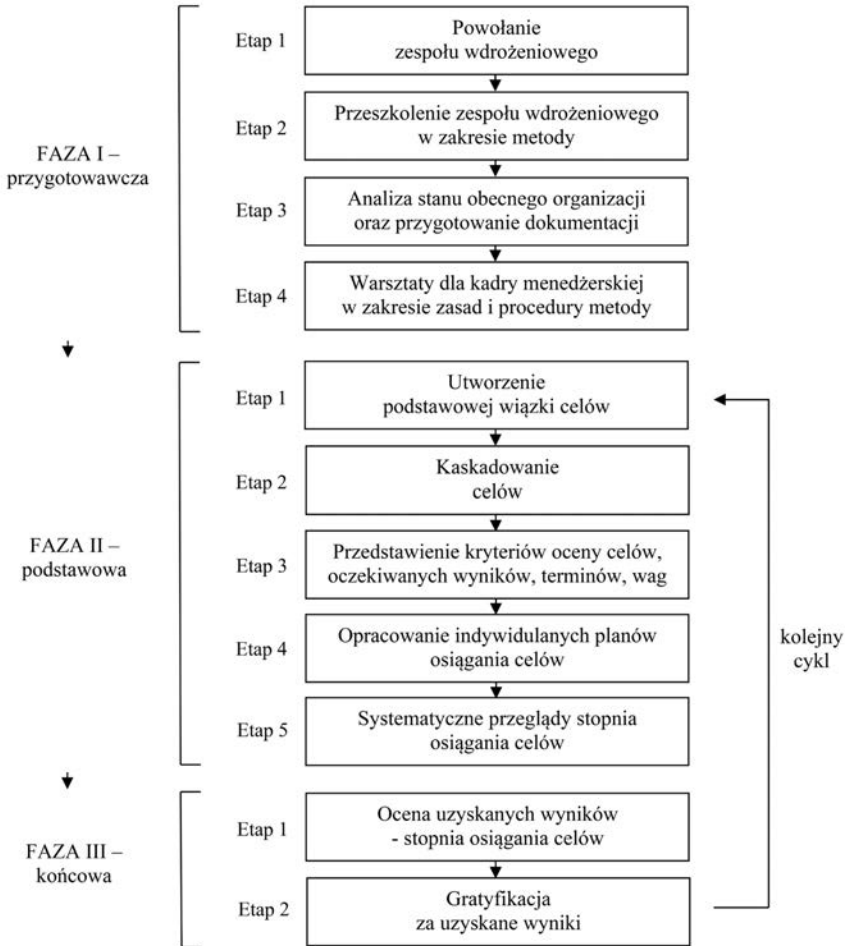 Etap 1
Powołanie
zespołu wdrożeniowego
Etap 2
Przeszkolenie zespołu wdrożeniowego
w zakresie metody
FAZA I –
przygotowawcza
Etap 3
Analiza stanu obecnego organizacji
oraz przygotowanie dokumentacji
Etap 4
Warsztaty dla kadry menedżerskiej
w zakresie zasad i procedury metody
Etap 1
Utworzenie
podstawowej wiązki celów
Etap 2
Kaskadowanie
celów
FAZA II –
podstawowa
Etap 3
Przedstawienie kryteriów oceny celów,
oczekiwanych wyników, terminów, wag
Etap 4
Opracowanie indywidulanych planów
osiągania celów
kolejny
cykl
Etap 5
Systematyczne przeglądy stopnia
osiągania celów
Etap 1
Ocena uzyskanych wyników
- stopnia osiągania celów
FAZA III –
końcowa
Etap 2
Gratyfikacja
za uzyskane wyniki